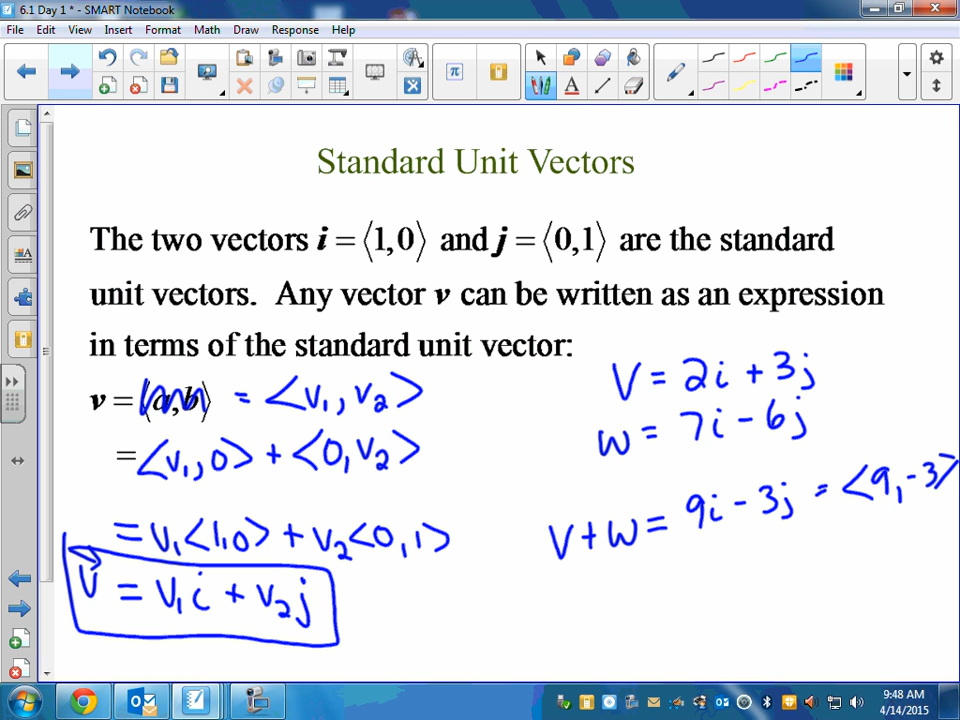 6.1 Day 1 * - SMART Notebook
File Edit View Insert Format Math Draw Response Help
Standard Unit Vectors
The two vectors i = ⟨1,0⟩ and j = ⟨0,1⟩ are the standard
unit vectors. Any vector v can be written as an expression
in terms of the standard unit vector:
v = ⟨a,b⟩ = <v₁, v₂>
= <v₁, 0> + <0, v₂>
= v₁<1,0> + v₂<0,1>
v = v₁i + v₂j
v = 2i + 3j
w = 7i - 6j
v + w = 9i - 3j = <9, -3>
9:48 AM
4/14/2015